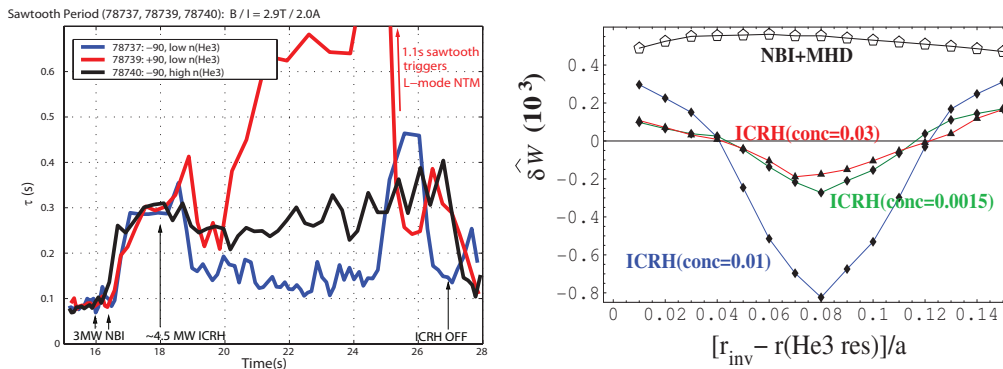 Sawtooth Period (78737, 78739, 78740): B / I = 2.9T / 2.0A
78737: −90, low n(He3)
78739: +90, low n(He3)
78740: −90, high n(He3)
1.1s sawtooth
triggers
L−mode NTM
0.6
0.5
0.4
0.3
0.2
0.1
0
τ (s)
3MW NBI
~4.5 MW ICRH
ICRH OFF
16 18 20 22 24 26 28
Time(s)
NBI+MHD
ICRH(conc=0.03)
ICRH(conc=0.0015)
ICRH(conc=0.01)
0.4
0.2
0
−0.2
−0.4
−0.6
−0.8
δŴ (10³)
0 0.02 0.04 0.06 0.08 0.1 0.12 0.14
[r_inv − r(He3 res)]/a